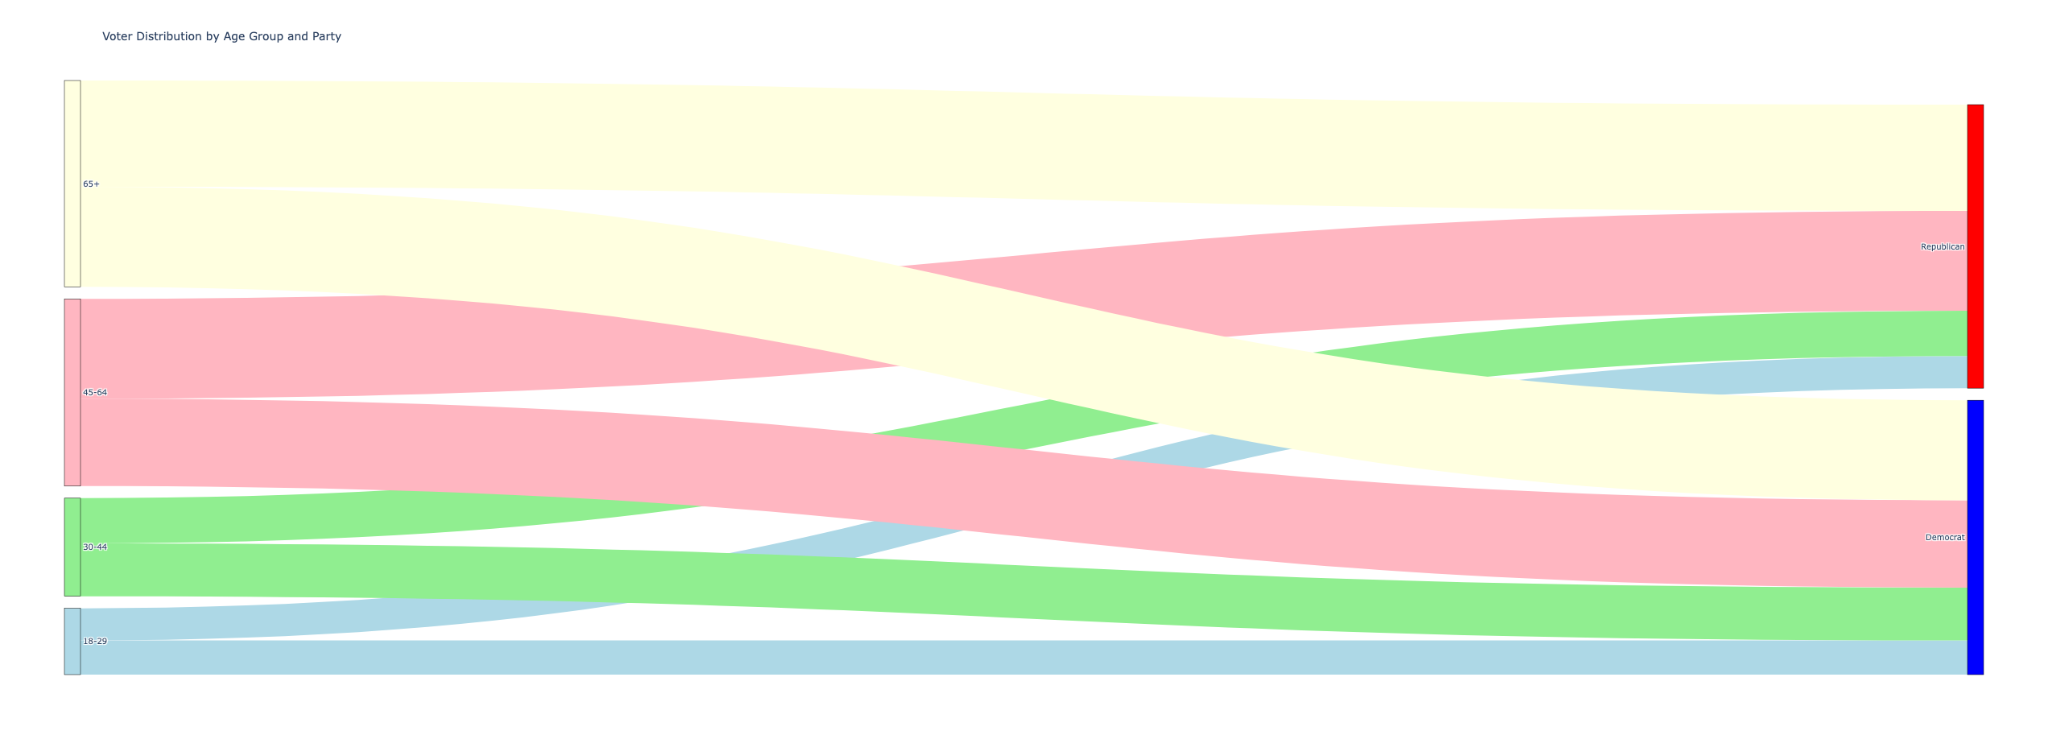 Voter Distribution by Age Group and Party
65+
Republican
45-64
Democrat
30-44
18-29